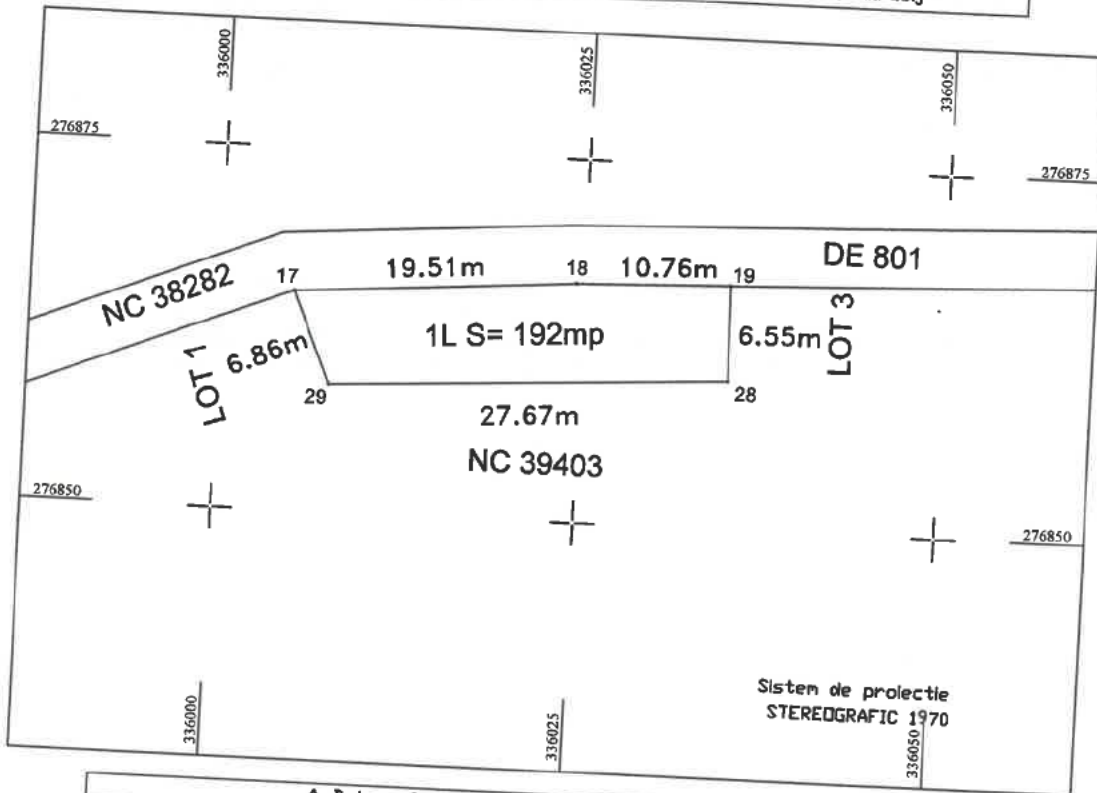 336000
336025
336050
276875
276875
DE 801
19.51m
18
10.76m
19
17
NC 38282
1L S= 192mp
6.55m
LOT 3
LOT 1
6.86m
29
28
27.67m
NC 39403
276850
276850
Sistem de proiectie
STEREOGRAFIC 1970
336000
336025
336050